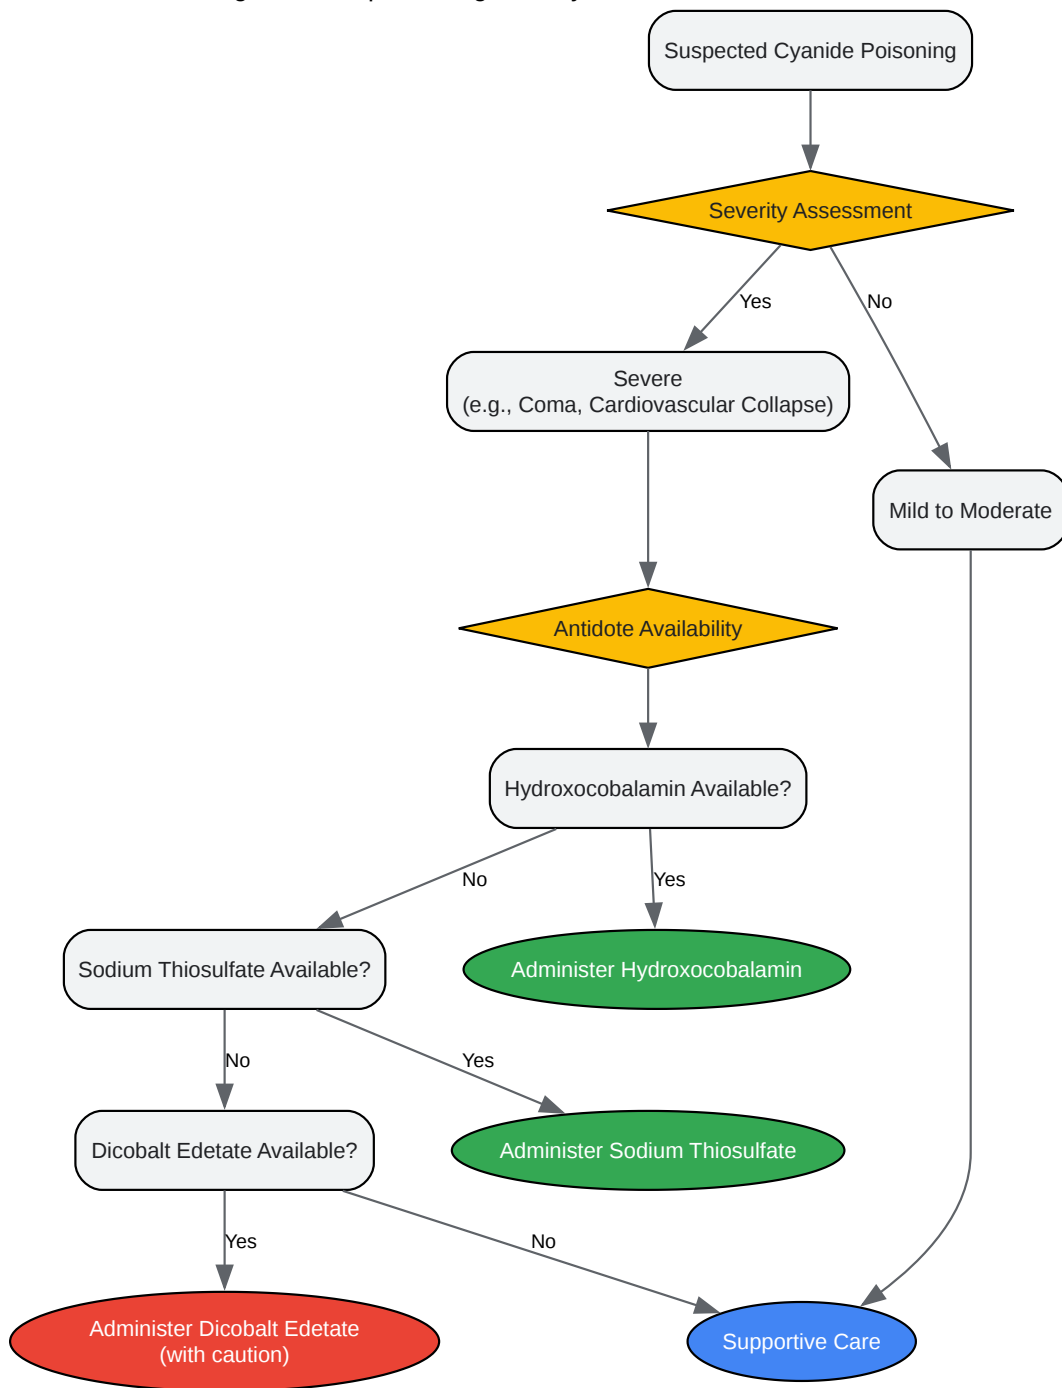 Suspected Cyanide Poisoning
Severity Assessment
Yes
No
Severe
(e.g., Coma, Cardiovascular Collapse)
Mild to Moderate
Antidote Availability
Hydroxocobalamin Available?
No
Yes
Sodium Thiosulfate Available?
Administer Hydroxocobalamin
No
Yes
Dicobalt Edetate Available?
Administer Sodium Thiosulfate
Yes
No
Administer Dicobalt Edetate
(with caution)
Supportive Care